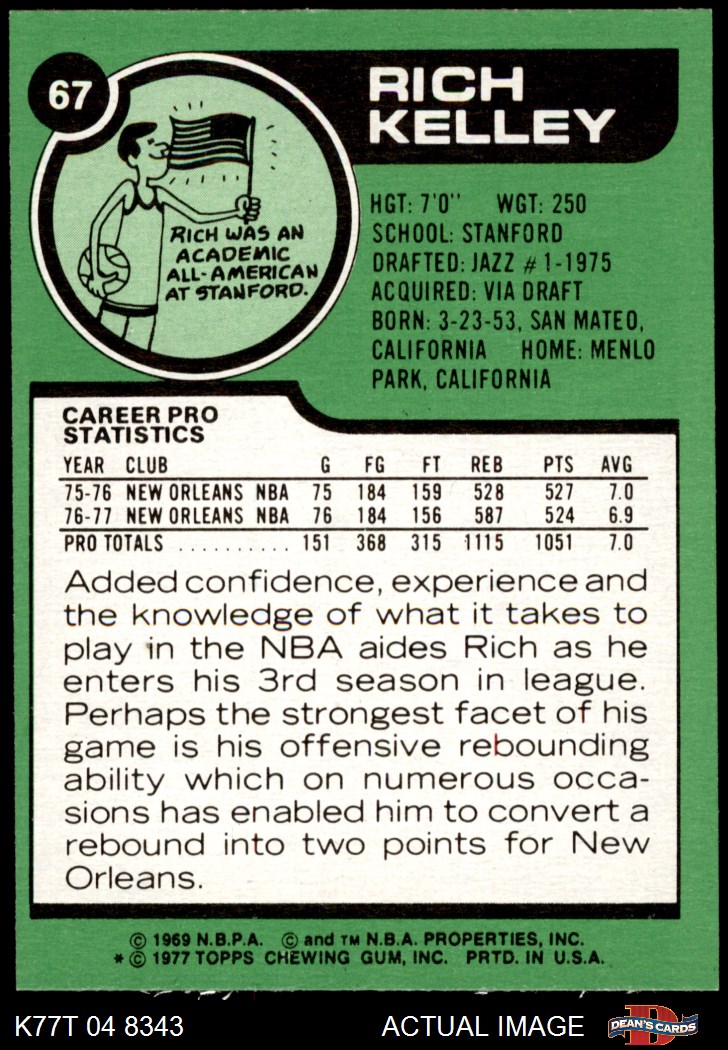 67
RICH
KELLEY
RICH WAS AN
ACADEMIC
ALL-AMERICAN
AT STANFORD.
HGT: 7'0'' WGT: 250
SCHOOL: STANFORD
DRAFTED: JAZZ #1-1975
ACQUIRED: VIA DRAFT
BORN: 3-23-53, SAN MATEO,
CALIFORNIA HOME: MENLO
PARK, CALIFORNIA
CAREER PRO
STATISTICS
YEAR CLUB G FG FT REB PTS AVG
75-76 NEW ORLEANS NBA 75 184 159 528 527 7.0
76-77 NEW ORLEANS NBA 76 184 156 587 524 6.9
PRO TOTALS .......... 151 368 315 1115 1051 7.0
Added confidence, experience and
the knowledge of what it takes to
play in the NBA aides Rich as he
enters his 3rd season in league.
Perhaps the strongest facet of his
game is his offensive rebounding
ability which on numerous occa-
sions has enabled him to convert a
rebound into two points for New
Orleans.
© 1969 N.B.P.A. © and TM N.B.A. PROPERTIES, INC.
* © 1977 TOPPS CHEWING GUM, INC. PRTD. IN U.S.A.
K77T 04 8343 ACTUAL IMAGE D DEAN'S CARDS